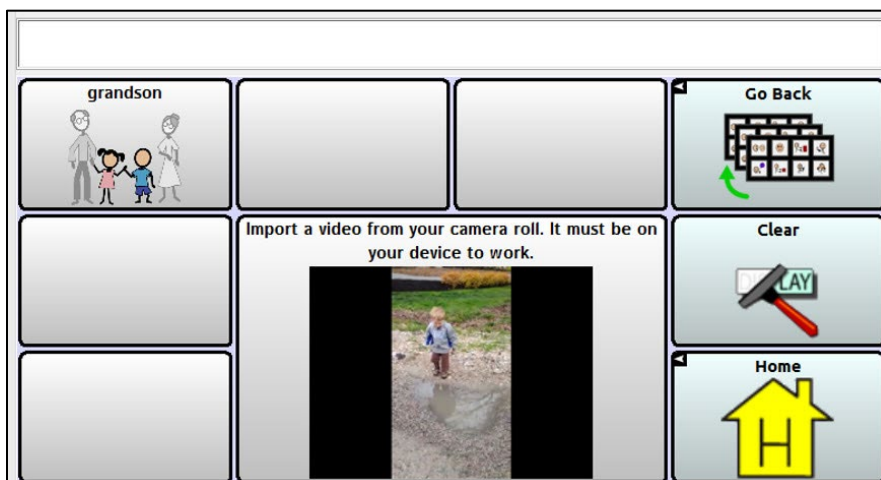 grandson
Go Back
Import a video from your camera roll. It must be on
your device to work.
Clear
DISPLAY
Home
H